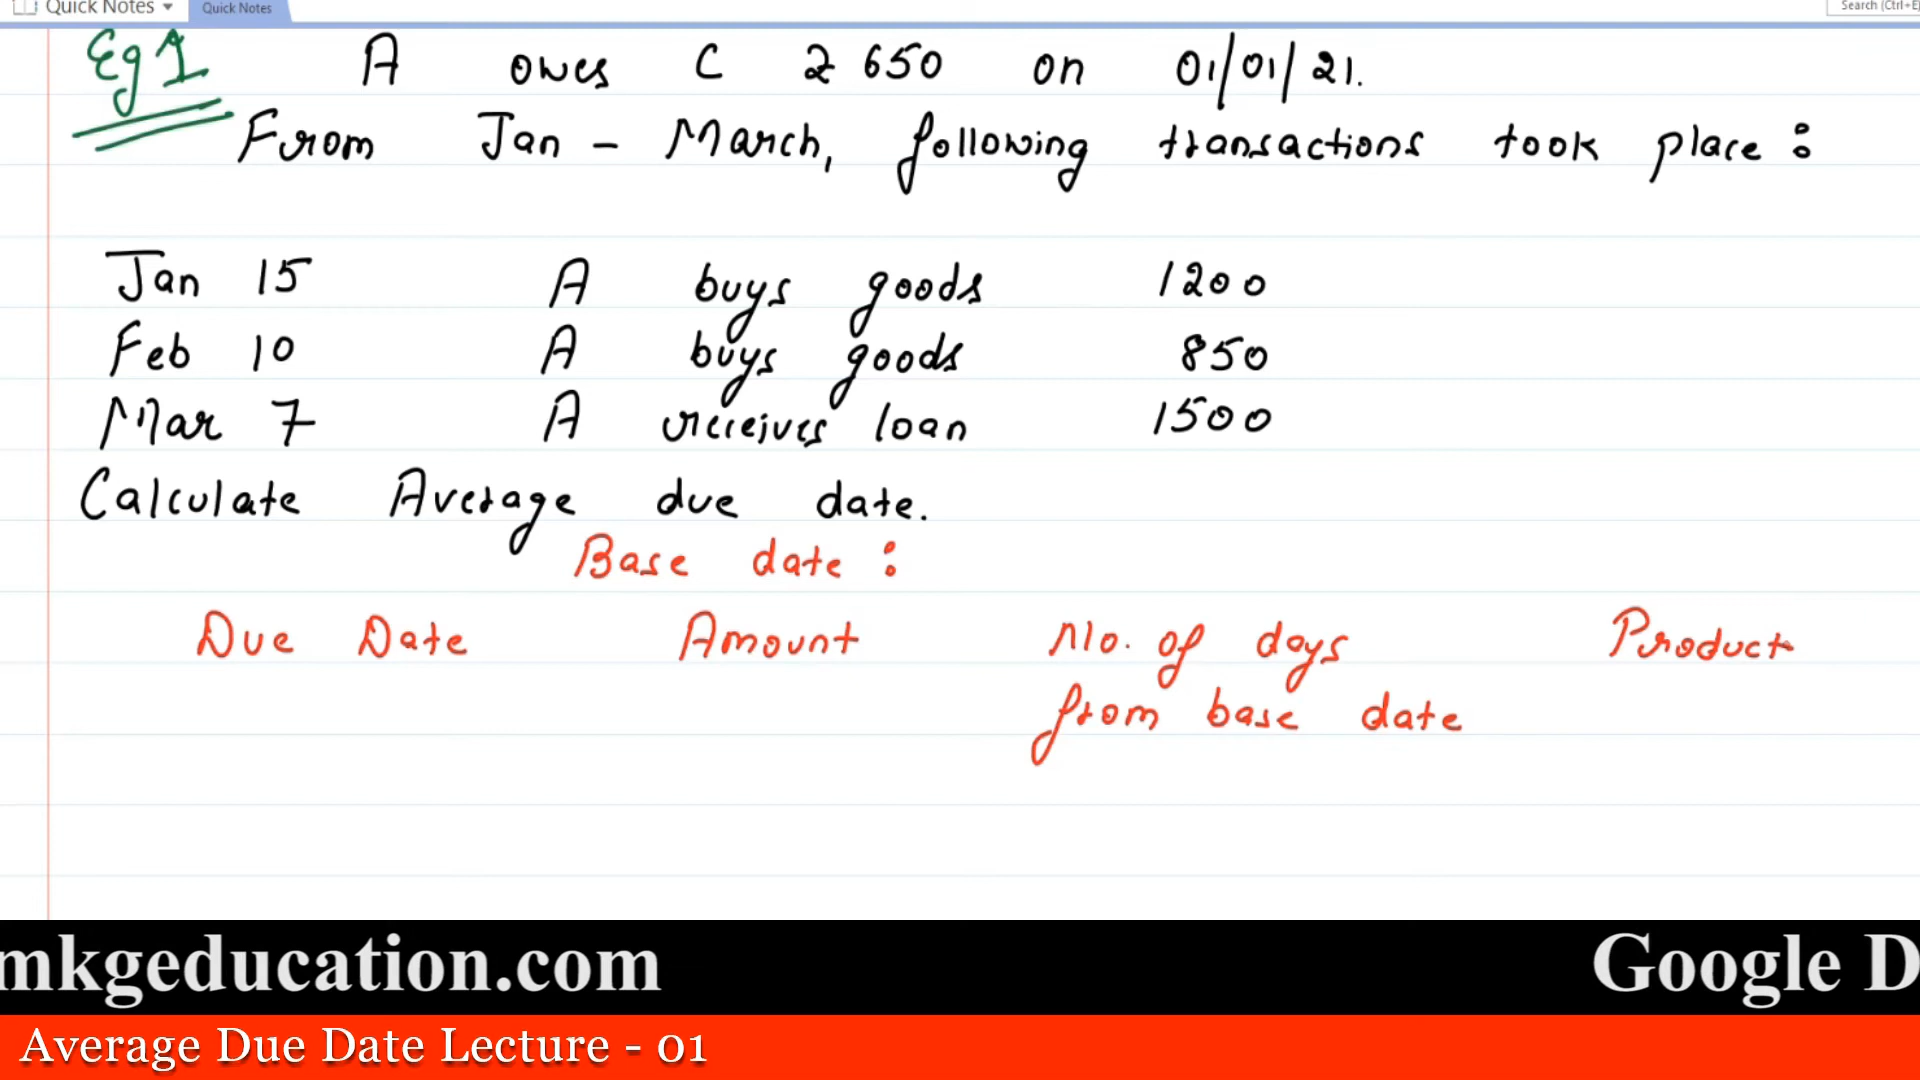 Quick Notes Quick Notes Search (Ctrl+E
Eg 1 A owes C ₹ 650 on 01/01/21.
From Jan - March, following transactions took place :
Jan 15 A buys goods 1200
Feb 10 A buys goods 850
Mar 7 A receives loan 1500
Calculate Average due date.
Base date :
Due Date Amount No. of days Product
from base date
mkgeducation.com Google D
Average Due Date Lecture - 01